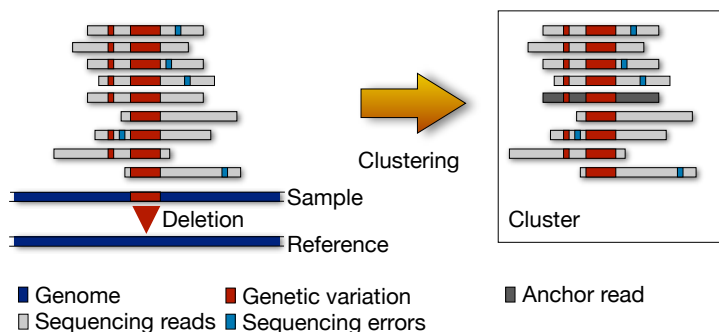 Clustering
Sample
Deletion
Reference
Cluster
Genome
Genetic variation
Anchor read
Sequencing reads
Sequencing errors